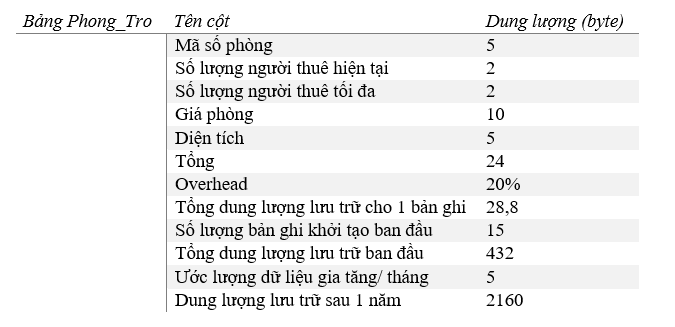 Bảng Phong_Tro Tên cột Dung lượng (byte)
Mã số phòng 5
Số lượng người thuê hiện tại 2
Số lượng người thuê tối đa 2
Giá phòng 10
Diện tích 5
Tổng 24
Overhead 20%
Tổng dung lượng lưu trữ cho 1 bản ghi 28,8
Số lượng bản ghi khởi tạo ban đầu 15
Tổng dung lượng lưu trữ ban đầu 432
Ước lượng dữ liệu gia tăng/ tháng 5
Dung lượng lưu trữ sau 1 năm 2160